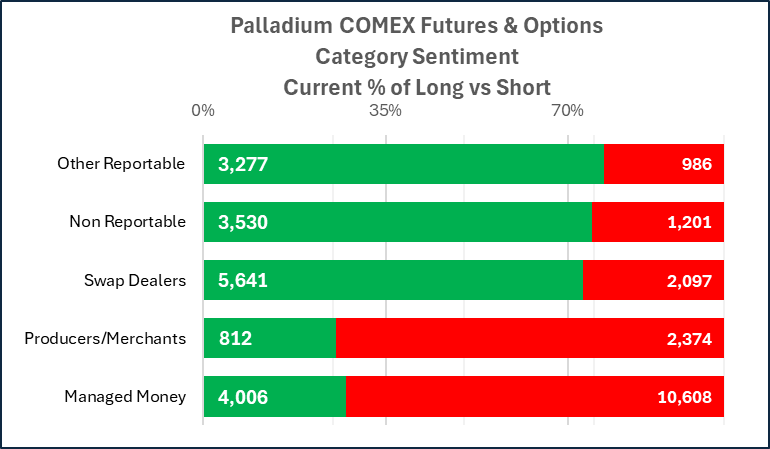 Palladium COMEX Futures & Options
Category Sentiment
Current % of Long vs Short
0% 35% 70%
Other Reportable 3,277 986
Non Reportable 3,530 1,201
Swap Dealers 5,641 2,097
Producers/Merchants 812 2,374
Managed Money 4,006 10,608